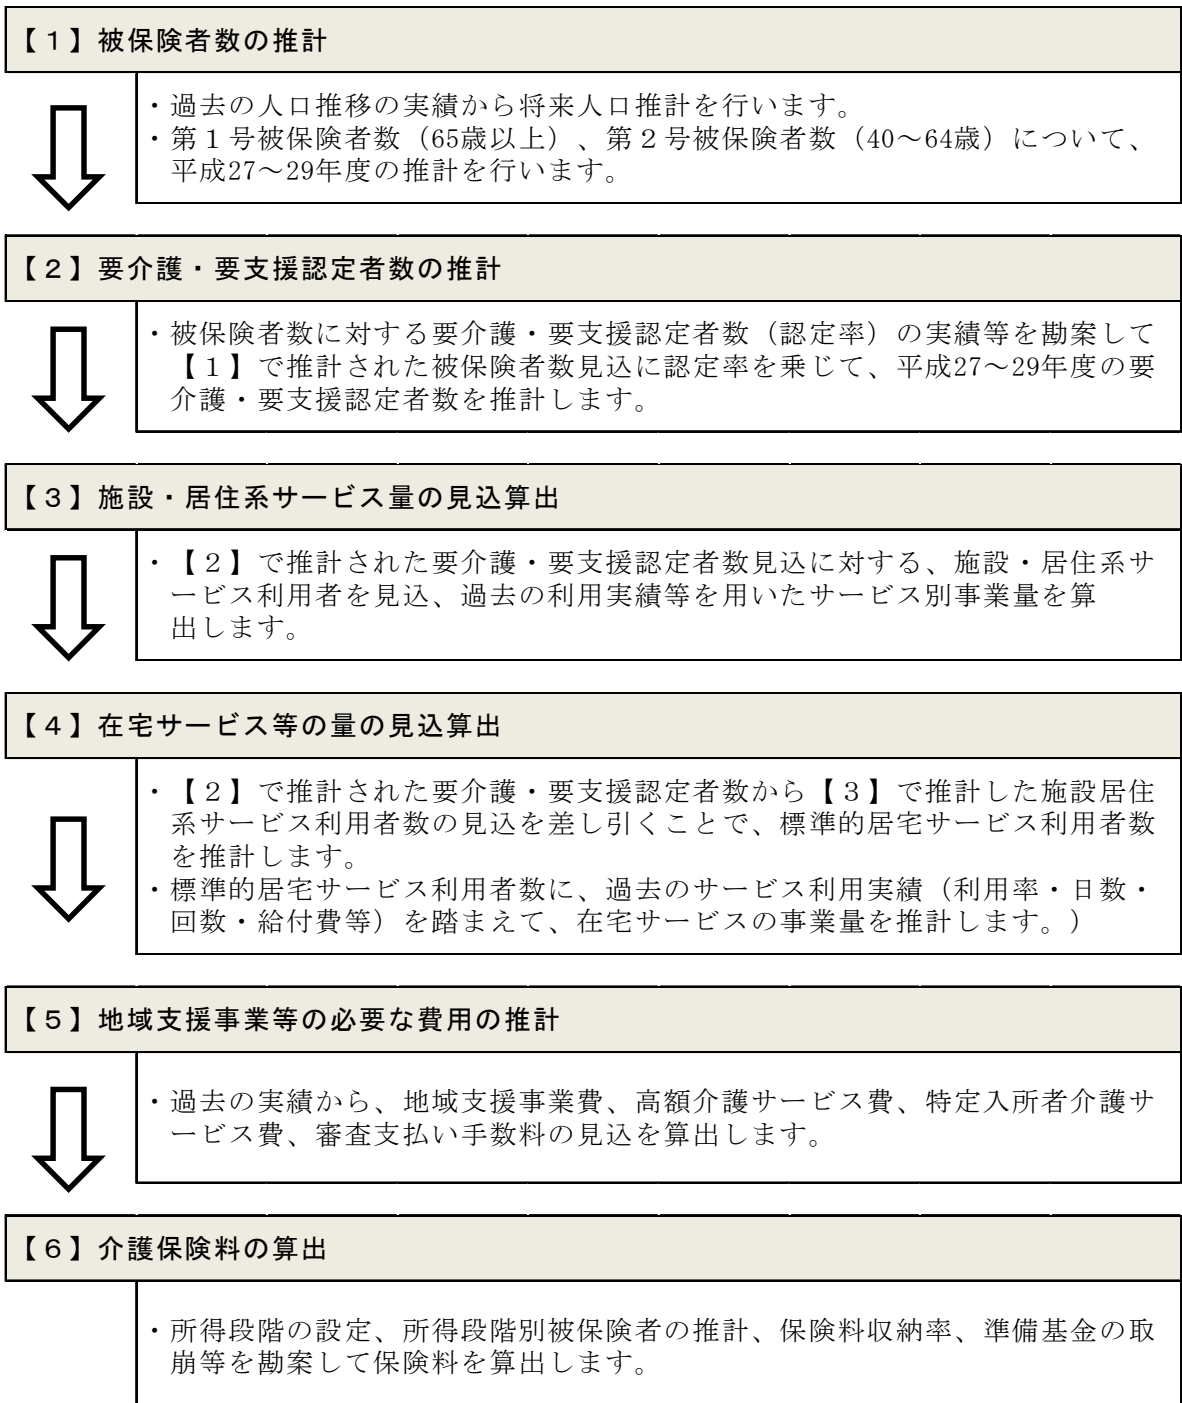 【１】被保険者数の推計
・過去の人口推移の実績から将来人口推計を行います。
・第１号被保険者数（65歳以上）、第２号被保険者数（40～64歳）について、
平成27～29年度の推計を行います。
【２】要介護・要支援認定者数の推計
・被保険者数に対する要介護・要支援認定者数（認定率）の実績等を勘案して
【１】で推計された被保険者数見込に認定率を乗じて、平成27～29年度の要
介護・要支援認定者数を推計します。
【３】施設・居住系サービス量の見込算出
・【２】で推計された要介護・要支援認定者数見込に対する、施設・居住系サ
ービス利用者を見込、過去の利用実績等を用いたサービス別事業量を算
出します。
【４】在宅サービス等の量の見込算出
・【２】で推計された要介護・要支援認定者数から【３】で推計した施設居住
系サービス利用者数の見込を差し引くことで、標準的居宅サービス利用者数
を推計します。
・標準的居宅サービス利用者数に、過去のサービス利用実績（利用率・日数・
回数・給付費等）を踏まえて、在宅サービスの事業量を推計します。）
【５】地域支援事業等の必要な費用の推計
・過去の実績から、地域支援事業費、高額介護サービス費、特定入所者介護サ
ービス費、審査支払い手数料の見込を算出します。
【６】介護保険料の算出
・所得段階の設定、所得段階別被保険者の推計、保険料収納率、準備基金の取
崩等を勘案して保険料を算出します。